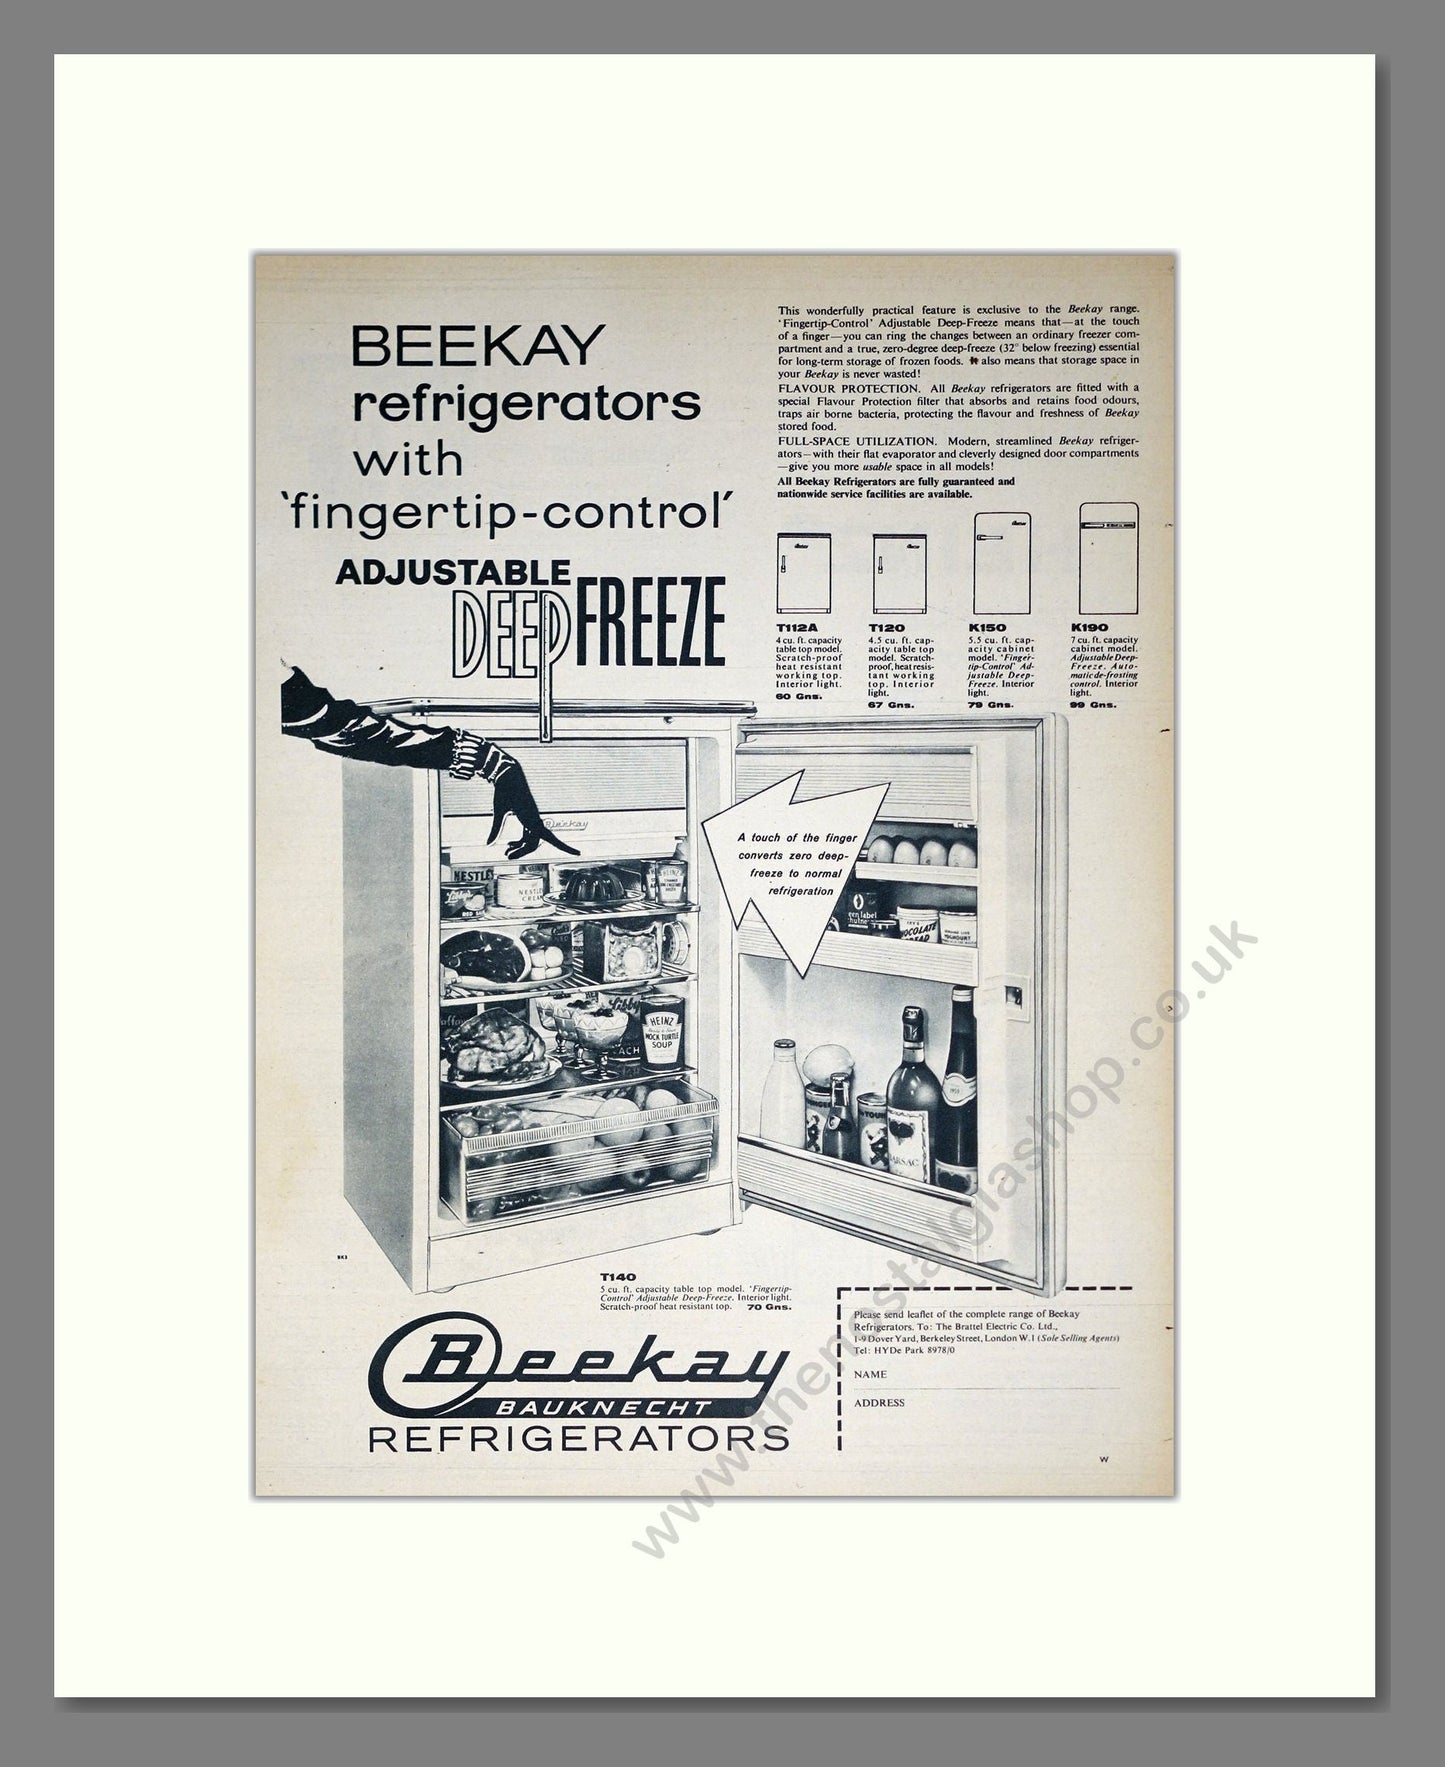 BEEKAY
refrigerators
with
'fingertip-control'
ADJUSTABLE
DEEP FREEZE
This wonderfully practical feature is exclusive to the Beekay range.
'Fingertip-Control' Adjustable Deep-Freeze means that—at the touch
of a finger—you can ring the changes between an ordinary freezer com-
partment and a true, zero-degree deep-freeze (32° below freezing) essential
for long-term storage of frozen foods. It also means that storage space in
your Beekay is never wasted!
FLAVOUR PROTECTION. All Beekay refrigerators are fitted with a
special Flavour Protection filter that absorbs and retains food odours,
traps air borne bacteria, protecting the flavour and freshness of Beekay
stored food.
FULL-SPACE UTILIZATION. Modern, streamlined Beekay refriger-
ators—with their flat evaporator and cleverly designed door compartments
—give you more usable space in all models!
All Beekay Refrigerators are fully guaranteed and
nationwide service facilities are available.
T112A
4 cu. ft. capacity
table top model.
Scratch-proof
heat resistant
working top.
Interior light.
60 Gns.
T120
4.5 cu. ft. cap-
acity table top
model. Scratch-
proof, heat resis-
tant working
top. Interior
light.
67 Gns.
K150
5.5 cu. ft. cap-
acity cabinet
model. 'Finger-
tip-Control' Ad-
justable Deep-
Freeze. Interior
light.
79 Gns.
K190
7 cu. ft. capacity
cabinet model.
Adjustable Deep-
Freeze. Auto-
matic de-frosting
control. Interior
light.
99 Gns.
Beekay
A touch of the finger
converts zero deep-
freeze to normal
refrigeration
NESTLE'S
NESTLE'S
CREAM
HEINZ
Libby's
HEINZ
MOCK TURTLE
SOUP
CHOCOLATE
SPREAD
YOGHOURT
BARSAC
BK3
T140
5 cu. ft. capacity table top model. 'Fingertip-
Control' Adjustable Deep-Freeze. Interior light.
Scratch-proof heat resistant top. 70 Gns.
Beekay
BAUKNECHT
REFRIGERATORS
Please send leaflet of the complete range of Beekay
Refrigerators. To: The Brattel Electric Co. Ltd.,
1-9 Dover Yard, Berkeley Street, London W.1 (Sole Selling Agents)
Tel: HYDe Park 8978/0
NAME
ADDRESS
W
www.thenostalgiashop.co.uk